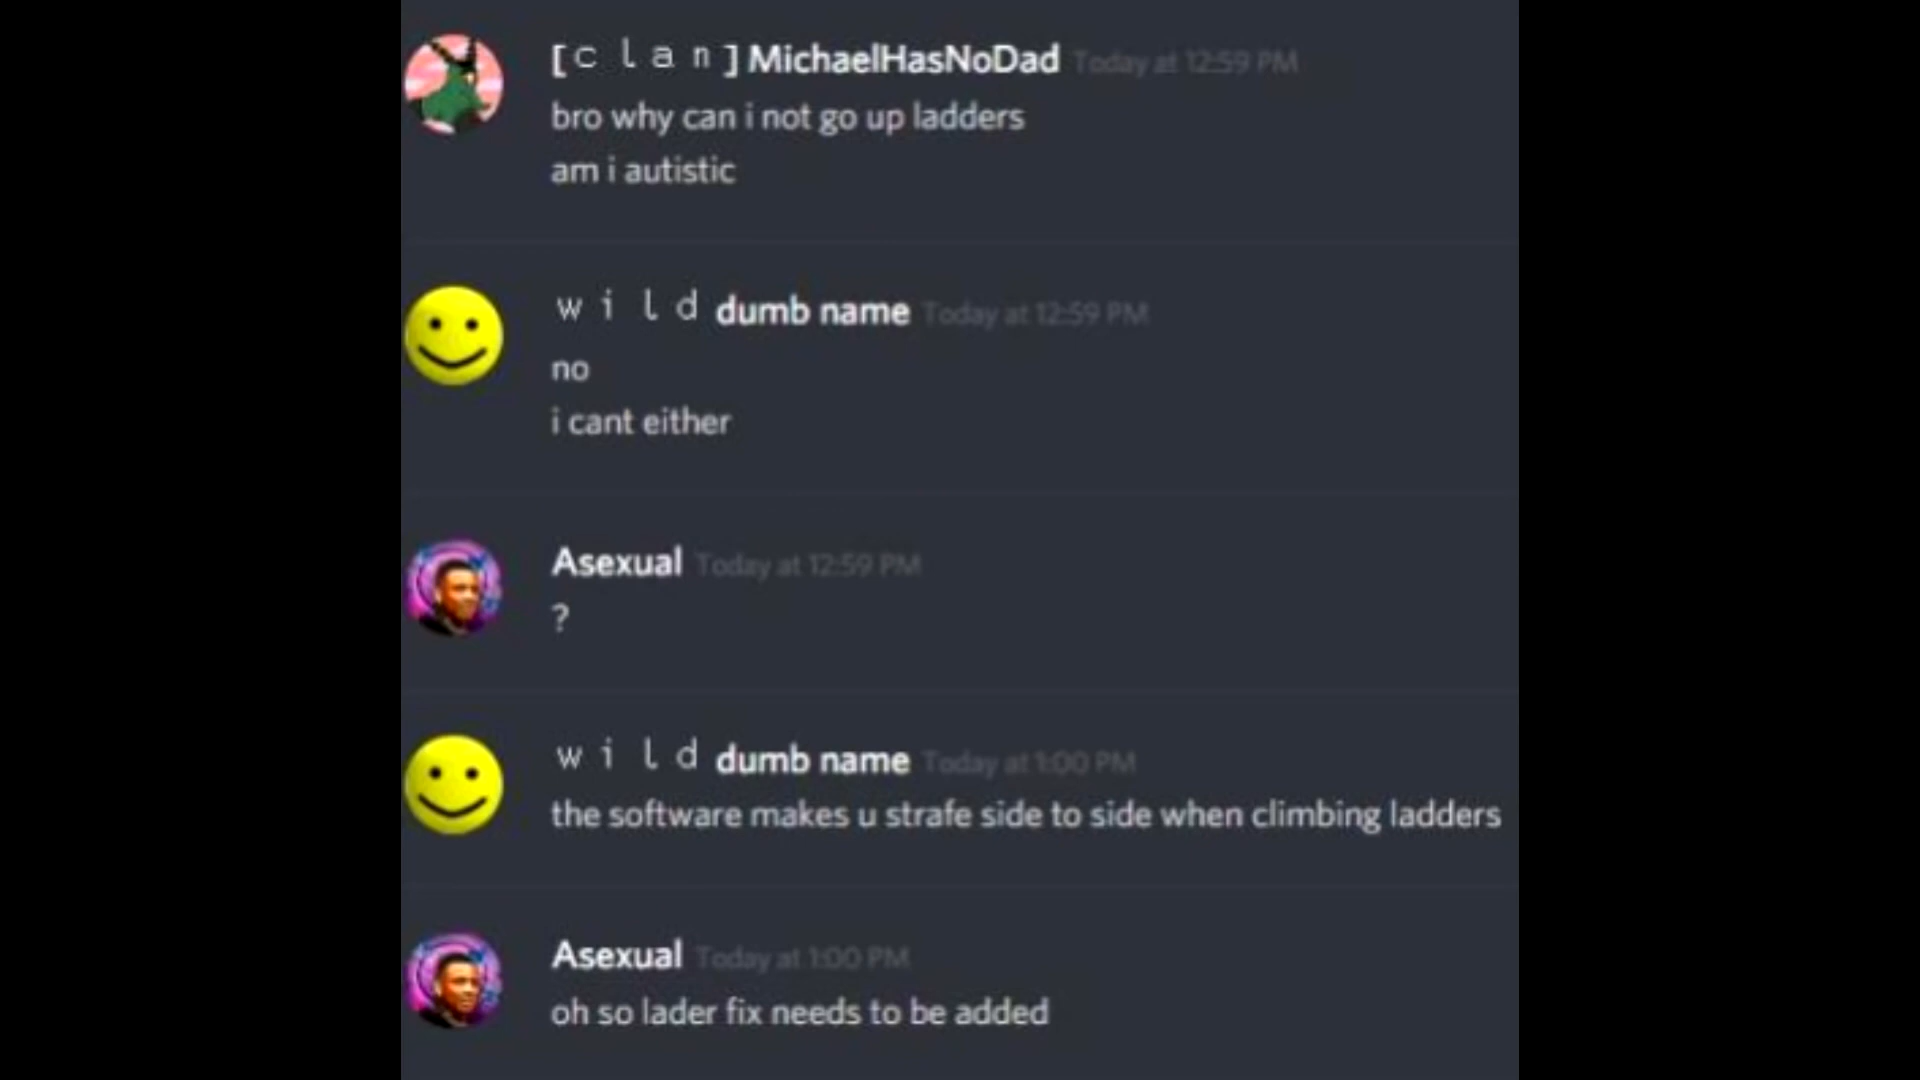 [clan] MichaelHasNoDad Today at 12:59 PM
bro why can i not go up ladders
am i autistic
wild dumb name Today at 12:59 PM
no
i cant either
Asexual Today at 12:59 PM
?
wild dumb name Today at 1:00 PM
the software makes u strafe side to side when climbing ladders
Asexual Today at 1:00 PM
oh so lader fix needs to be added